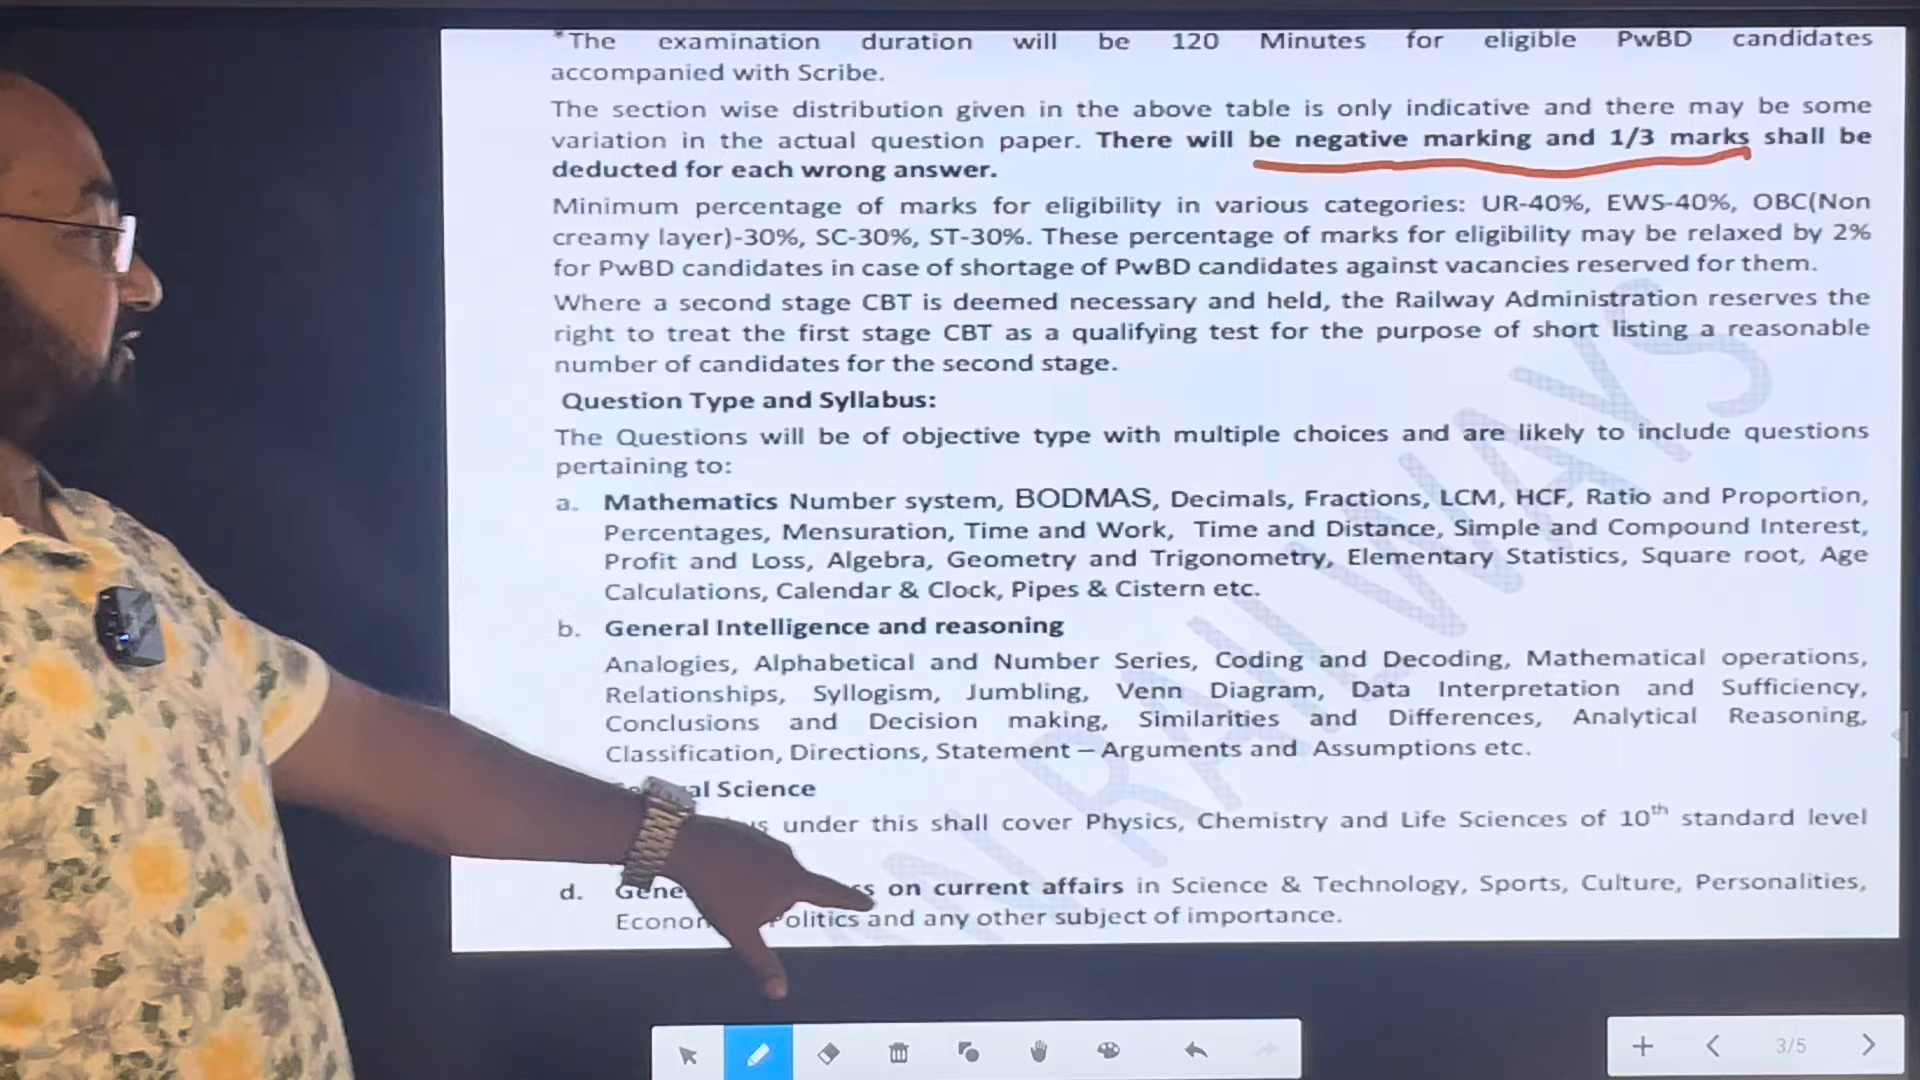 *The examination duration will be 120 Minutes for eligible PwBD candidates
accompanied with Scribe.
The section wise distribution given in the above table is only indicative and there may be some
variation in the actual question paper. There will be negative marking and 1/3 marks shall be
deducted for each wrong answer.
Minimum percentage of marks for eligibility in various categories: UR-40%, EWS-40%, OBC(Non
creamy layer)-30%, SC-30%, ST-30%. These percentage of marks for eligibility may be relaxed by 2%
for PwBD candidates in case of shortage of PwBD candidates against vacancies reserved for them.
Where a second stage CBT is deemed necessary and held, the Railway Administration reserves the
right to treat the first stage CBT as a qualifying test for the purpose of short listing a reasonable
number of candidates for the second stage.
Question Type and Syllabus:
The Questions will be of objective type with multiple choices and are likely to include questions
pertaining to:
a. Mathematics Number system, BODMAS, Decimals, Fractions, LCM, HCF, Ratio and Proportion,
Percentages, Mensuration, Time and Work, Time and Distance, Simple and Compound Interest,
Profit and Loss, Algebra, Geometry and Trigonometry, Elementary Statistics, Square root, Age
Calculations, Calendar & Clock, Pipes & Cistern etc.
b. General Intelligence and reasoning
Analogies, Alphabetical and Number Series, Coding and Decoding, Mathematical operations,
Relationships, Syllogism, Jumbling, Venn Diagram, Data Interpretation and Sufficiency,
Conclusions and Decision making, Similarities and Differences, Analytical Reasoning,
Classification, Directions, Statement – Arguments and Assumptions etc.
Science
under this shall cover Physics, Chemistry and Life Sciences of 10th standard level
d. on current affairs in Science & Technology, Sports, Culture, Personalities,
and any other subject of importance.
RAILWAYS
3/5